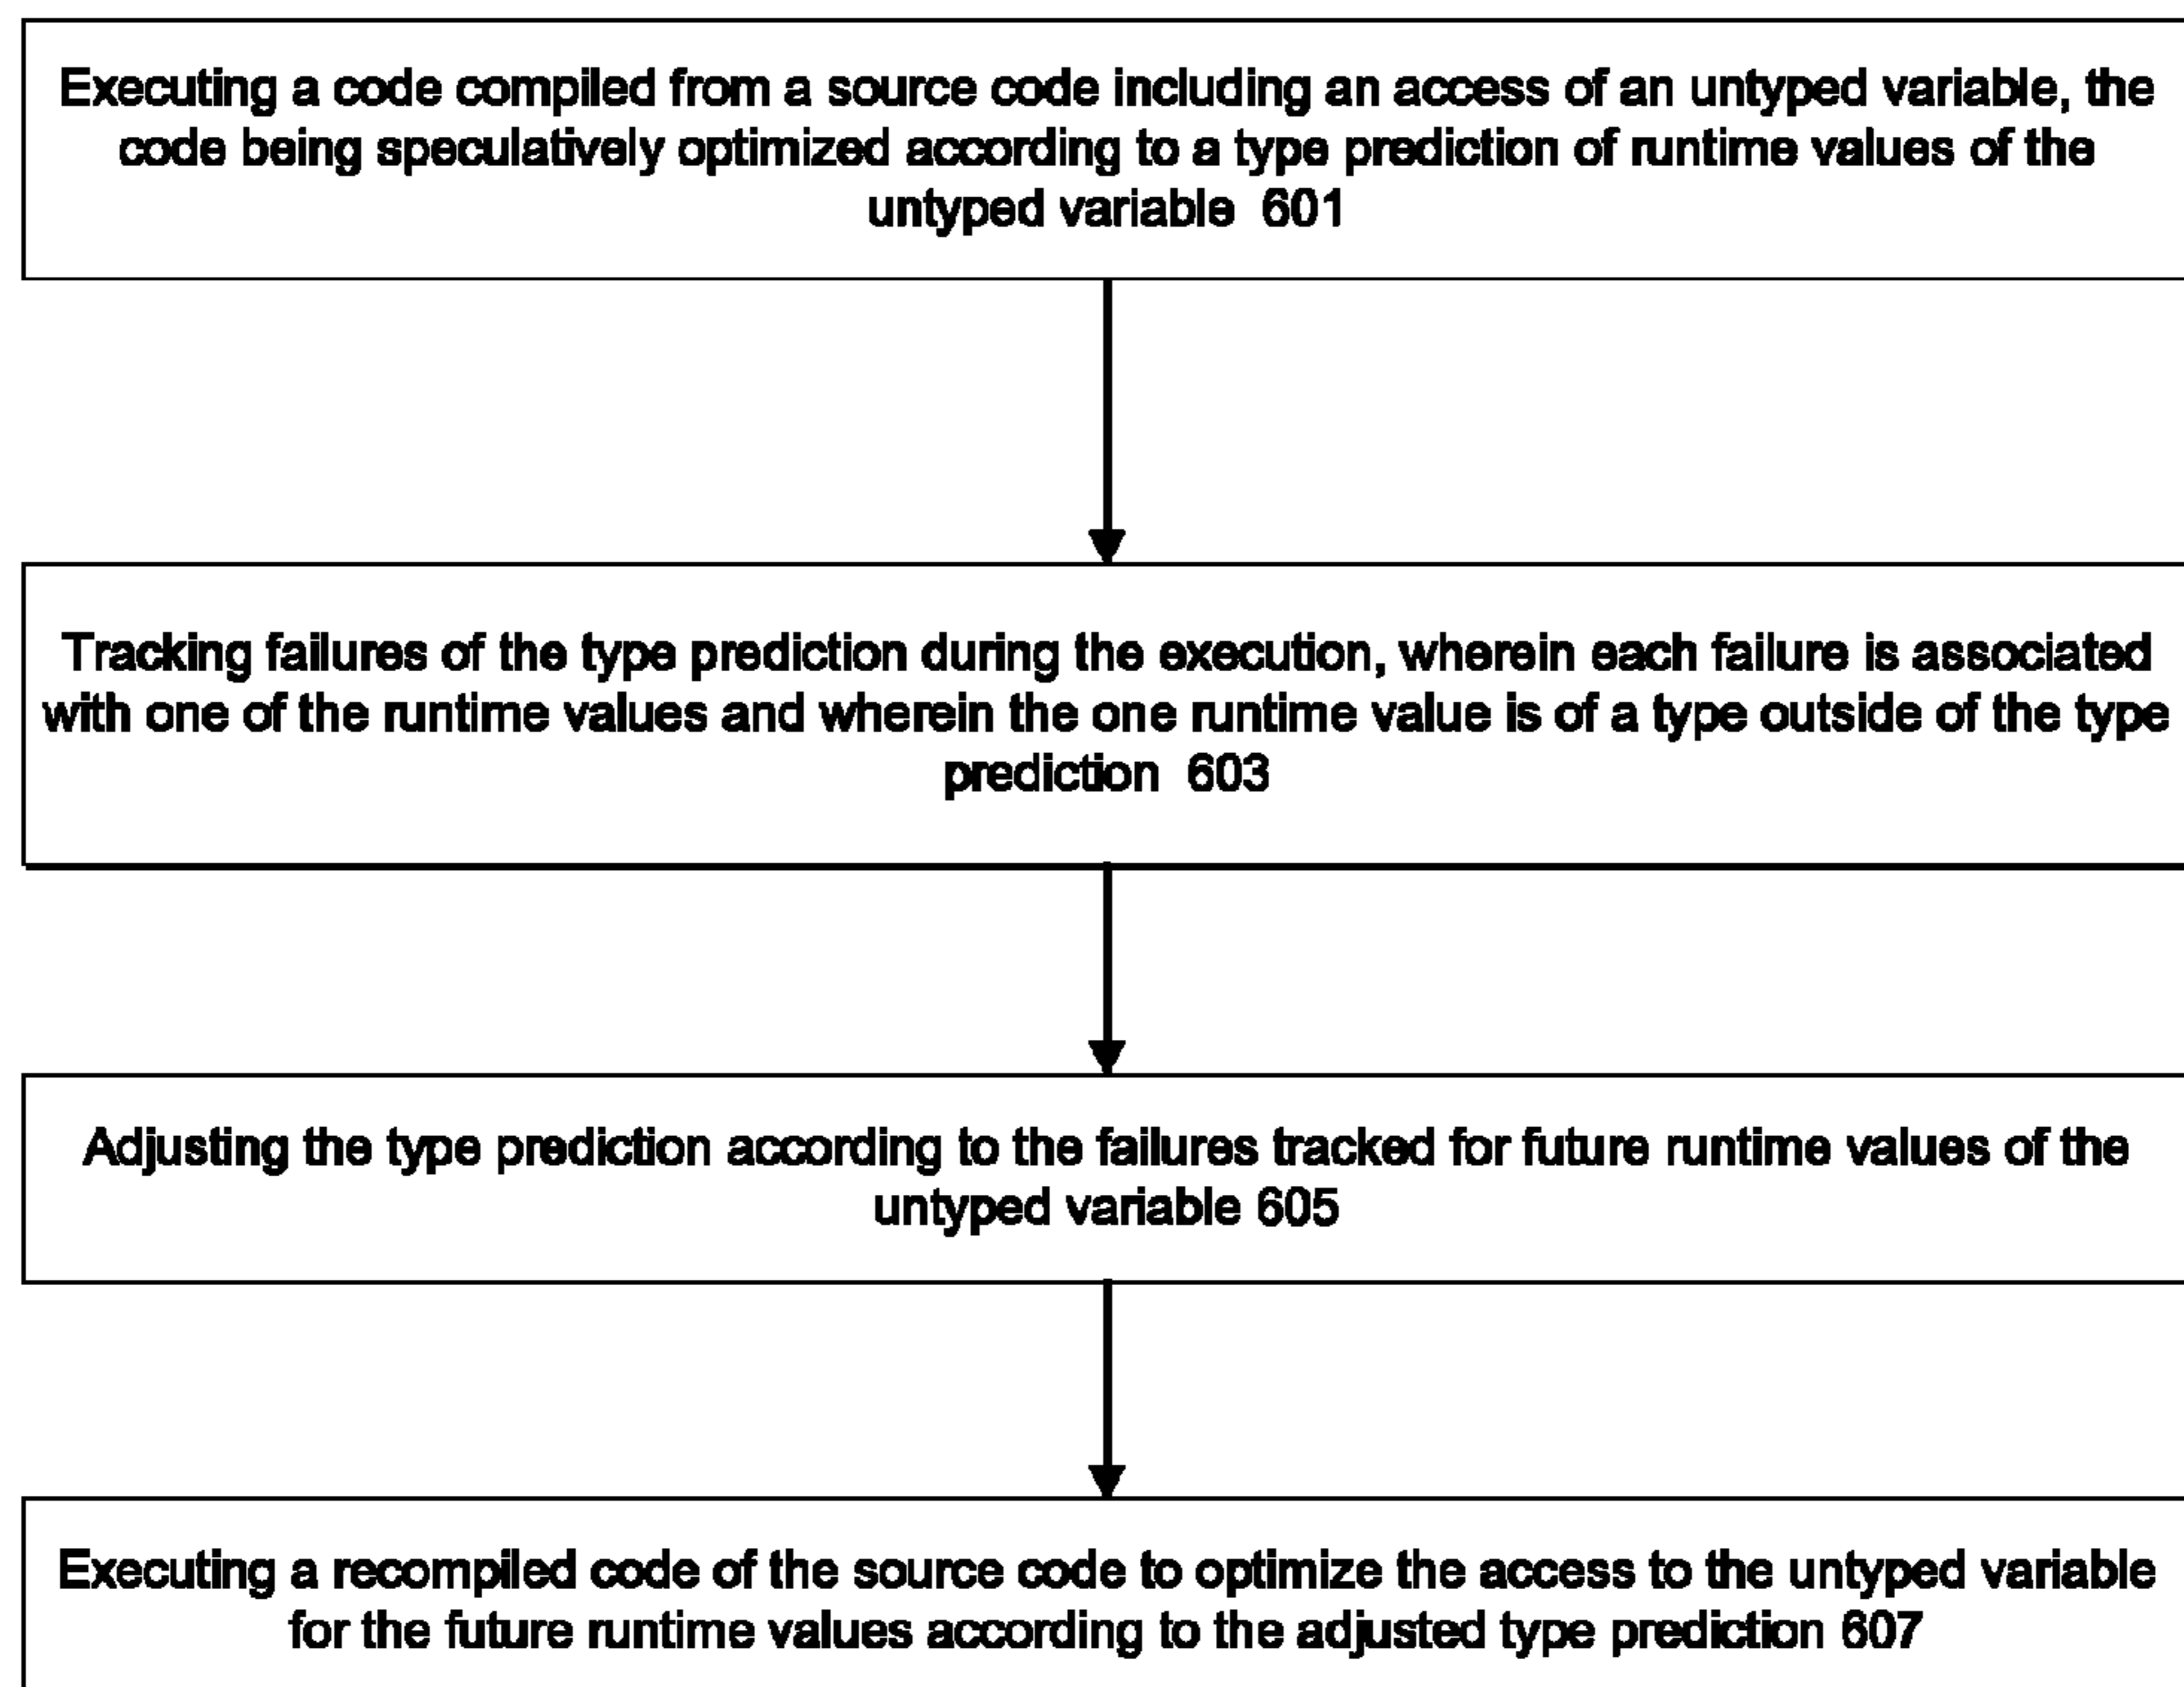 Executing a code compiled from a source code including an access of an untyped variable, the
code being speculatively optimized according to a type prediction of runtime values of the
untyped variable 601
Tracking failures of the type prediction during the execution, wherein each failure is associated
with one of the runtime values and wherein the one runtime value is of a type outside of the type
prediction 603
Adjusting the type prediction according to the failures tracked for future runtime values of the
untyped variable 605
Executing a recompiled code of the source code to optimize the access to the untyped variable
for the future runtime values according to the adjusted type prediction 607